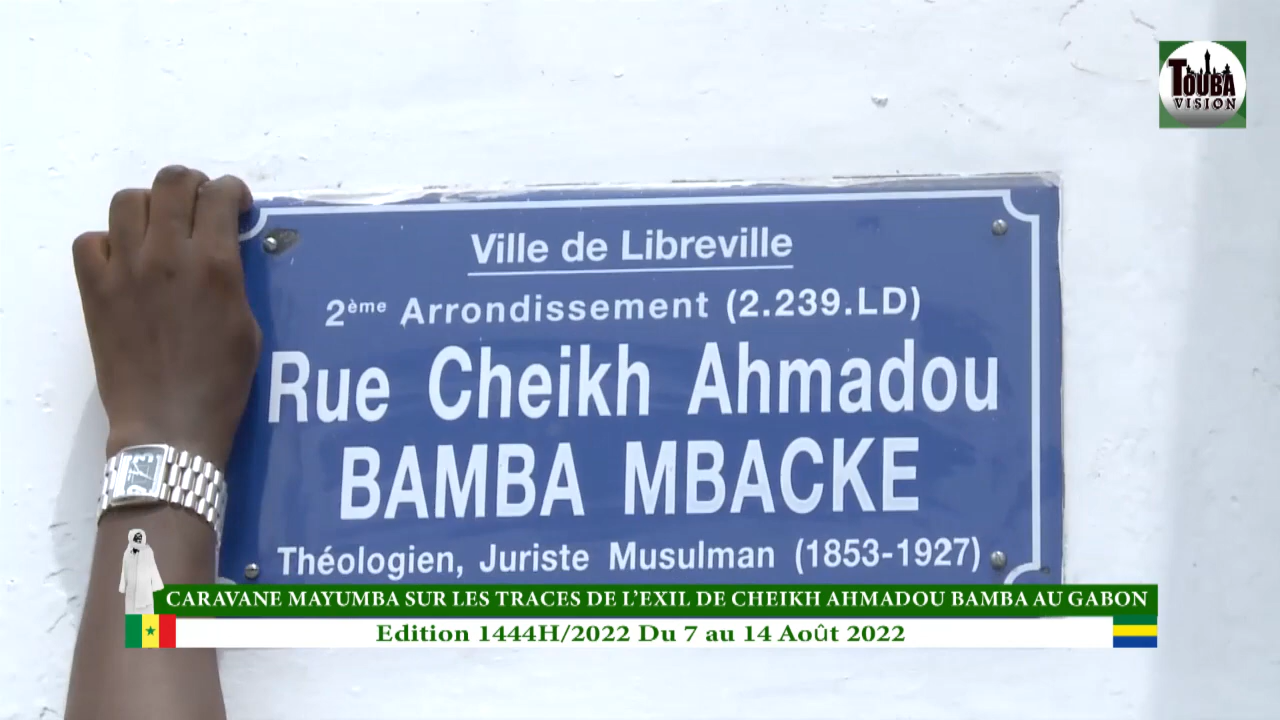 TOUBA
VISION
Ville de Libreville
2ème Arrondissement (2.239.LD)
Rue Cheikh Ahmadou
BAMBA MBACKE
Théologien, Juriste Musulman (1853-1927)
CARAVANE MAYUMBA SUR LES TRACES DE L'EXIL DE CHEIKH AHMADOU BAMBA AU GABON
Edition 1444H/2022 Du 7 au 14 Août 2022